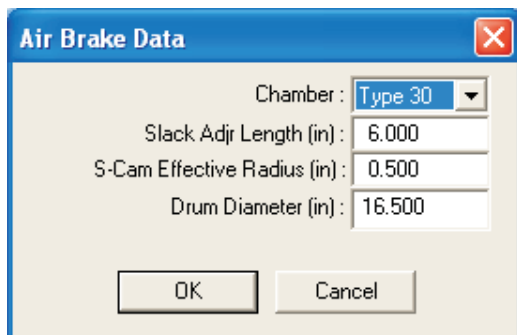 Air Brake Data
Chamber : Type 30
Slack Adjr Length (in) : 6.000
S-Cam Effective Radius (in) : 0.500
Drum Diameter (in) : 16.500
OK Cancel